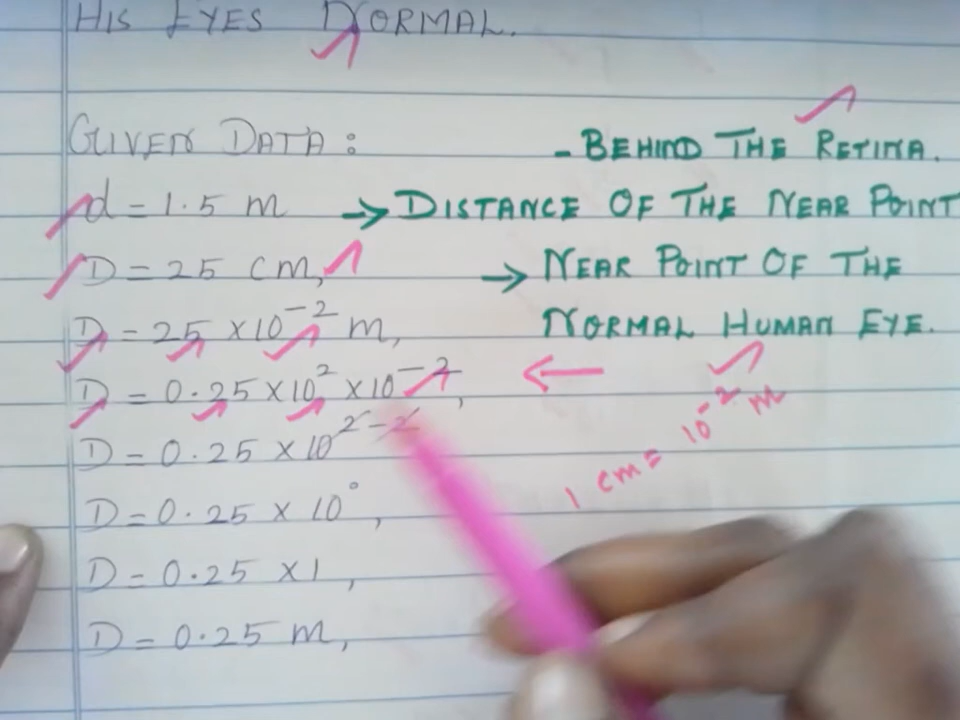 HIS EYES NORMAL.
GIVEN DATA: - BEHIND THE RETINA.
d = 1.5 m → DISTANCE OF THE NEAR POINT
D = 25 cm, → NEAR POINT OF THE
D = 25 × 10⁻² m, NORMAL HUMAN EYE.
D = 0.25 × 10² × 10⁻², ←
1 cm = 10⁻² m
D = 0.25 × 10²⁻²
D = 0.25 × 10°,
D = 0.25 × 1,
D = 0.25 m,